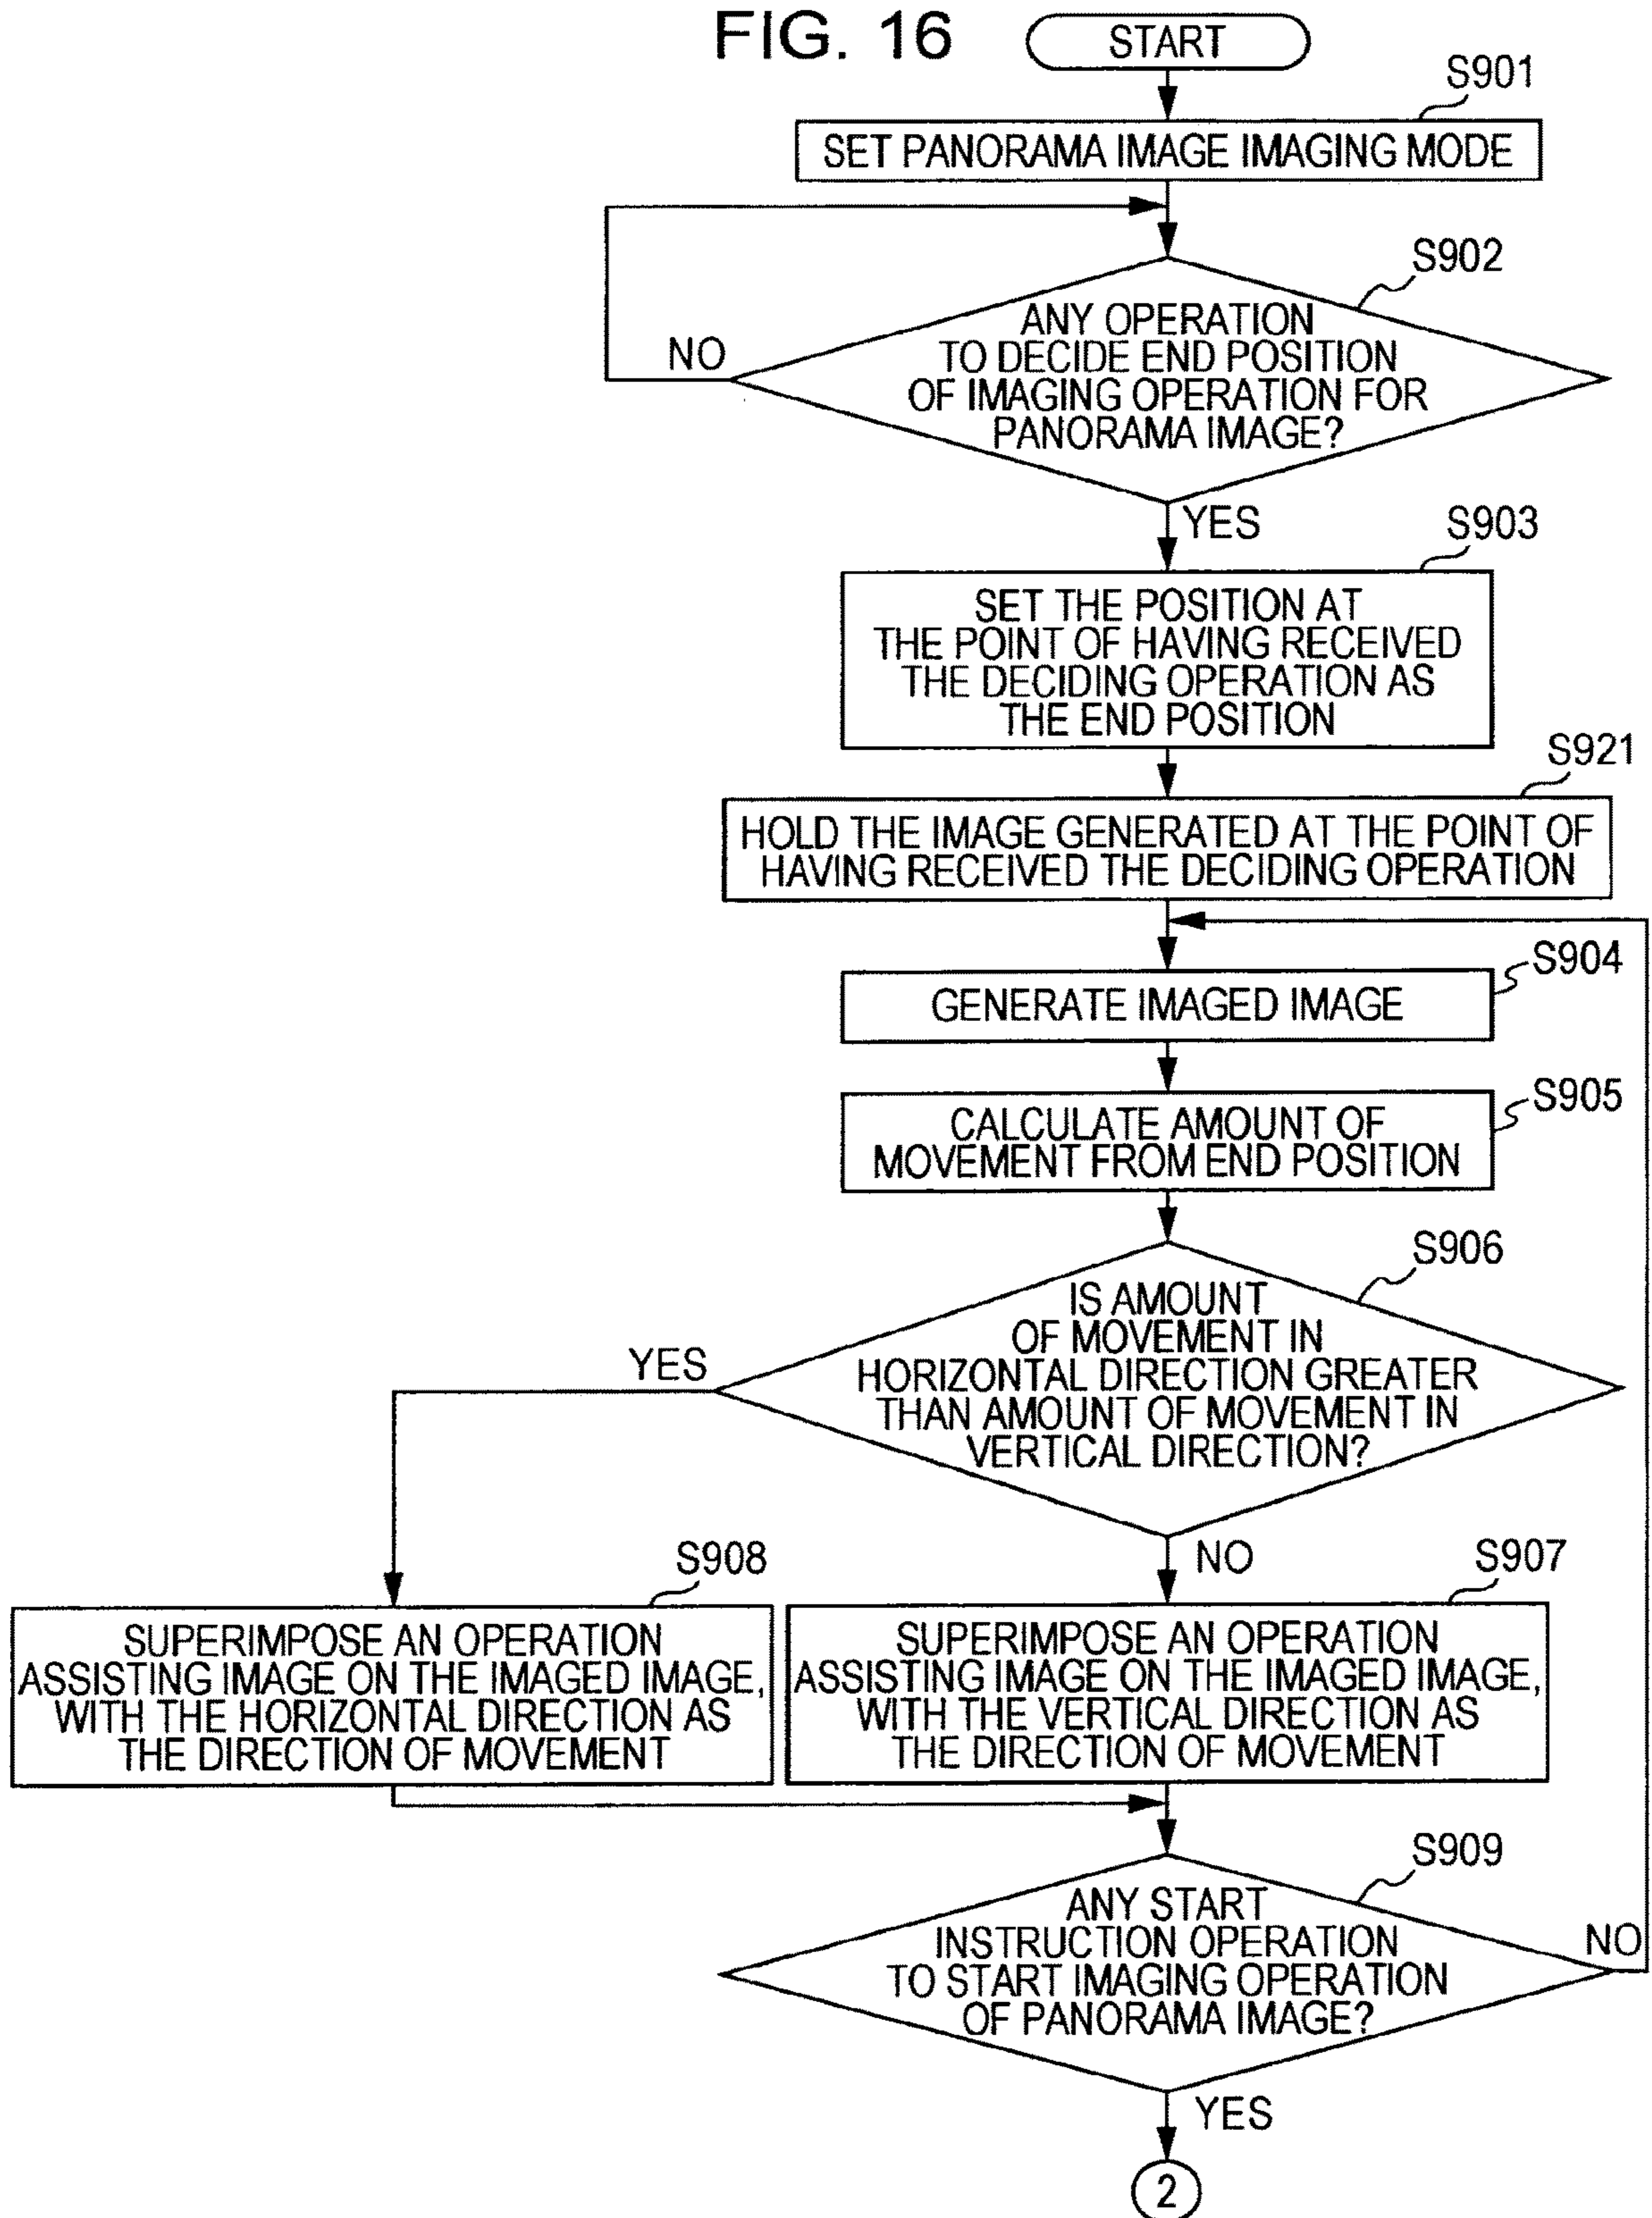 FIG. 16
START
S901
SET PANORAMA IMAGE IMAGING MODE
S902
ANY OPERATION
TO DECIDE END POSITION
OF IMAGING OPERATION FOR
PANORAMA IMAGE?
NO
YES
S903
SET THE POSITION AT
THE POINT OF HAVING RECEIVED
THE DECIDING OPERATION AS
THE END POSITION
S921
HOLD THE IMAGE GENERATED AT THE POINT OF
HAVING RECEIVED THE DECIDING OPERATION
S904
GENERATE IMAGED IMAGE
S905
CALCULATE AMOUNT OF
MOVEMENT FROM END POSITION
S906
IS AMOUNT
OF MOVEMENT IN
HORIZONTAL DIRECTION GREATER
THAN AMOUNT OF MOVEMENT IN
VERTICAL DIRECTION?
YES
NO
S908
SUPERIMPOSE AN OPERATION
ASSISTING IMAGE ON THE IMAGED IMAGE,
WITH THE HORIZONTAL DIRECTION AS
THE DIRECTION OF MOVEMENT
S907
SUPERIMPOSE AN OPERATION
ASSISTING IMAGE ON THE IMAGED IMAGE,
WITH THE VERTICAL DIRECTION AS
THE DIRECTION OF MOVEMENT
S909
ANY START
INSTRUCTION OPERATION
TO START IMAGING OPERATION
OF PANORAMA IMAGE?
NO
YES
2